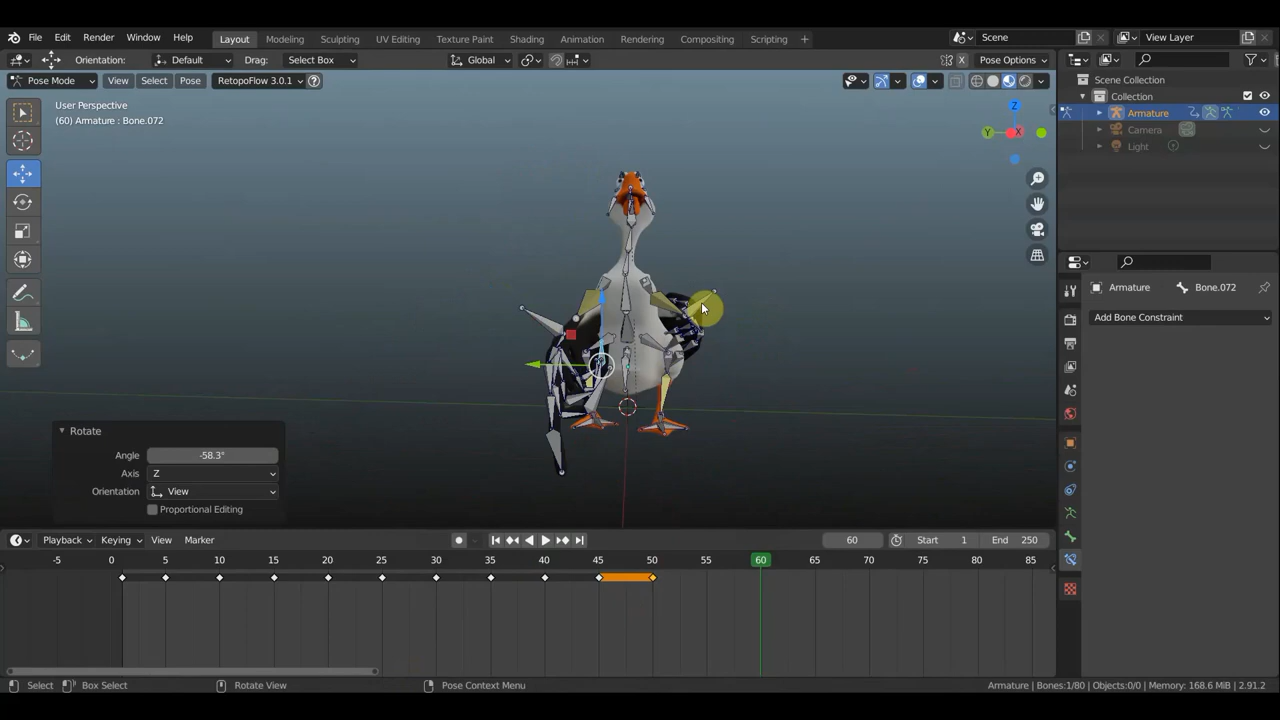 File Edit Render Window Help Layout Modeling Sculpting UV Editing Texture Paint Shading Animation Rendering Compositing Scripting + Scene View Layer
Orientation: Default Drag: Select Box Global X Pose Options
Pose Mode View Select Pose RetopoFlow 3.0.1 ?
User Perspective
(60) Armature : Bone.072
Z
Y
X
Scene Collection
Collection
Armature
Camera
Light
Armature Bone.072
Add Bone Constraint
Rotate
Angle -58.3°
Axis Z
Orientation View
Proportional Editing
Playback Keying View Marker 60 Start 1 End 250
-5 0 5 10 15 20 25 30 35 40 45 50 55 60 65 70 75 80 85
Select Box Select Rotate View Pose Context Menu Armature | Bones:1/80 | Objects:0/0 | Memory: 168.6 MiB | 2.91.2